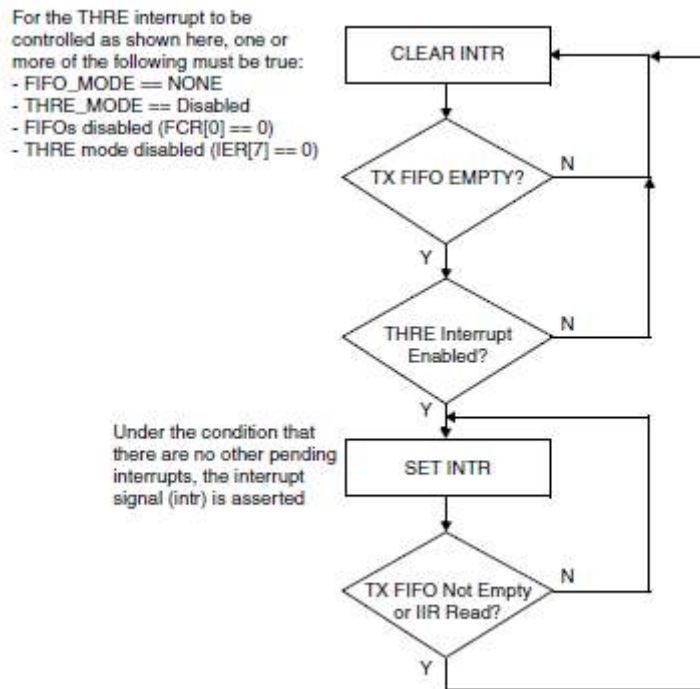 For the THRE interrupt to be
controlled as shown here, one or
more of the following must be true:
- FIFO_MODE == NONE
- THRE_MODE == Disabled
- FIFOs disabled (FCR[0] == 0)
- THRE mode disabled (IER[7] == 0)
CLEAR INTR
TX FIFO EMPTY?
N
Y
THRE Interrupt
Enabled?
N
Y
Under the condition that
there are no other pending
interrupts, the interrupt
signal (intr) is asserted
SET INTR
TX FIFO Not Empty
or IIR Read?
N
Y